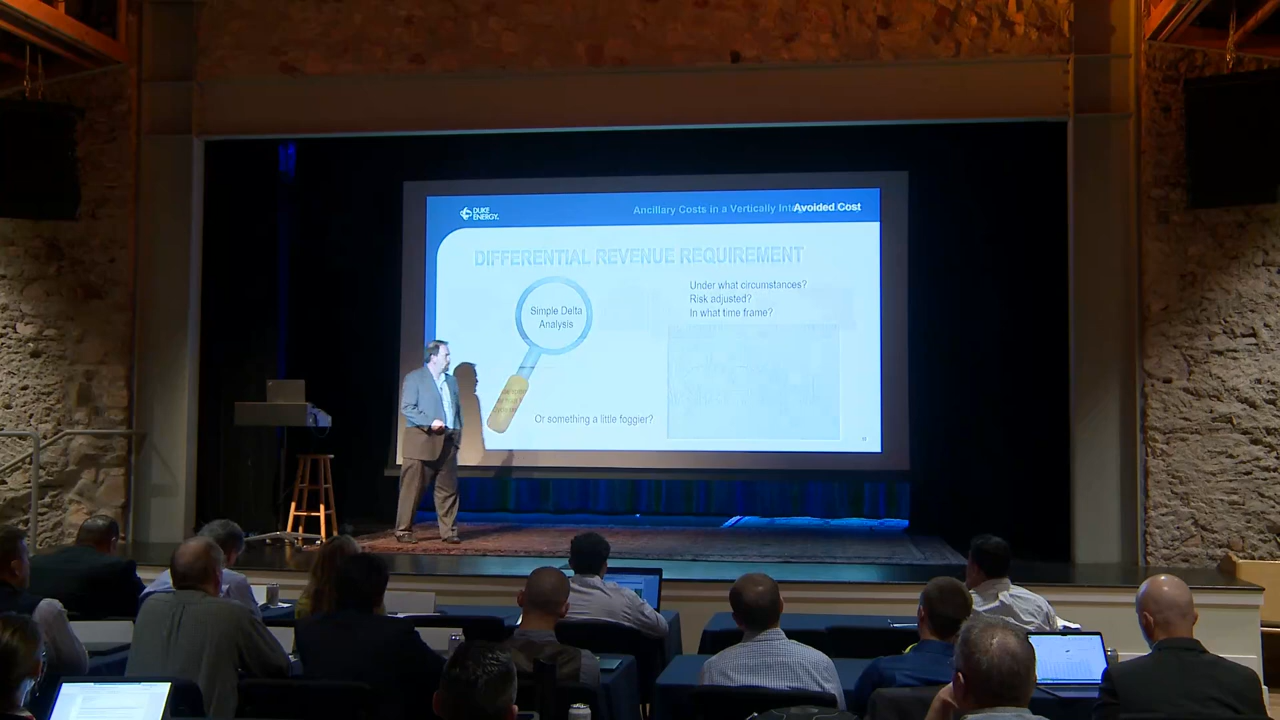 DUKE
ENERGY.
Ancillary Costs in a Vertically
Avoided Cost
DIFFERENTIAL REVENUE REQUIREMENT
Simple Delta
Analysis
Under what circumstances?
Risk adjusted?
In what time frame?
Or something a little foggier?